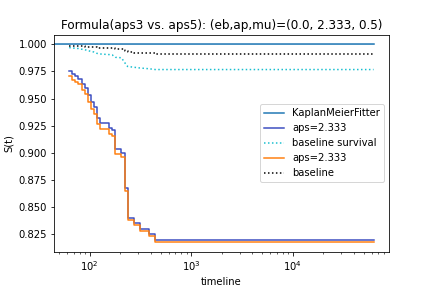 Formula(aps3 vs. aps5): (eb,ap,mu)=(0.0, 2.333, 0.5)
1.000
0.975
0.950
0.925
0.900
0.875
0.850
0.825
S(t)
KaplanMeierFitter
aps=2.333
baseline survival
aps=2.333
baseline
10²
10³
10⁴
timeline